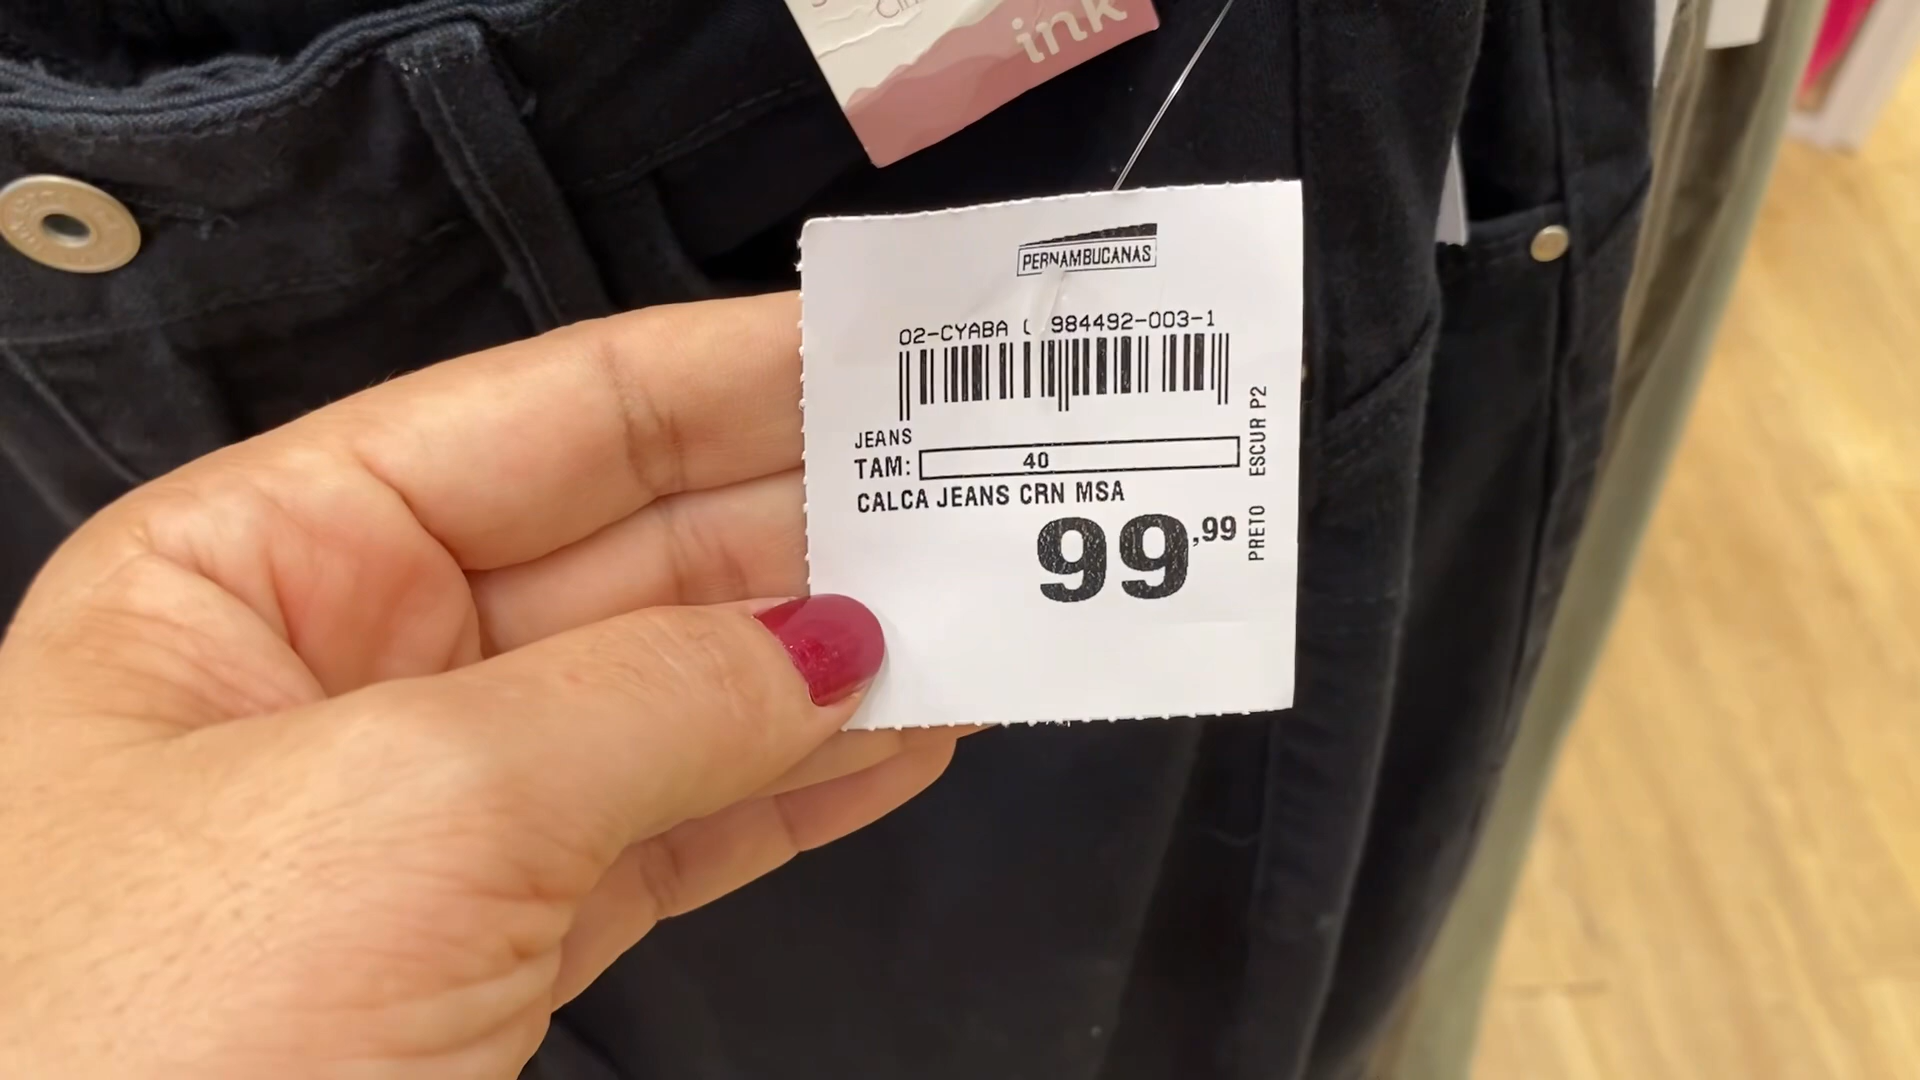 ink
PERNAMBUCANAS
02-CYABA 984492-003-1
JEANS
TAM: 40
CALCA JEANS CRN MSA
99,99
PRETO ESCUR P2